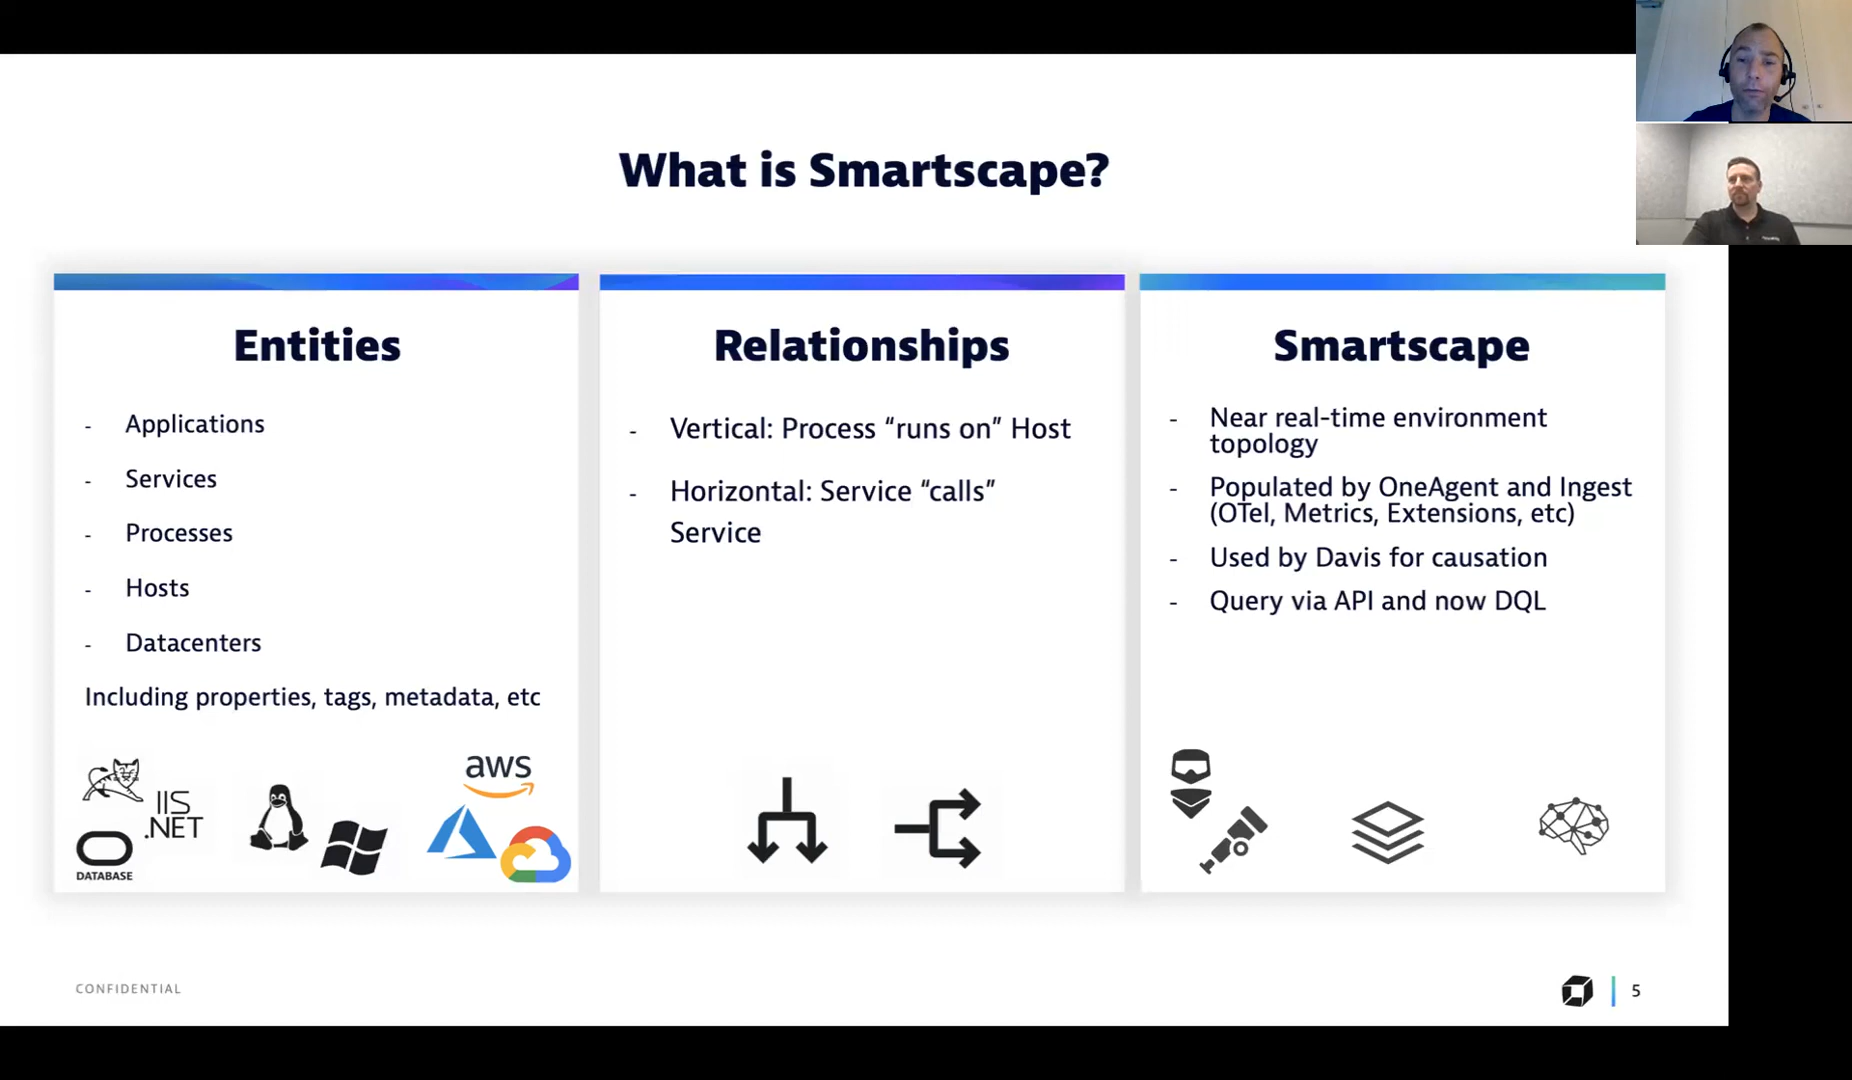 What is Smartscape?
Entities
- Applications
- Services
- Processes
- Hosts
- Datacenters
Including properties, tags, metadata, etc
IIS
.NET
DATABASE
aws
Relationships
- Vertical: Process “runs on” Host
- Horizontal: Service “calls”
Service
Smartscape
- Near real-time environment
topology
- Populated by OneAgent and Ingest
(OTel, Metrics, Extensions, etc)
- Used by Davis for causation
- Query via API and now DQL
CONFIDENTIAL
5